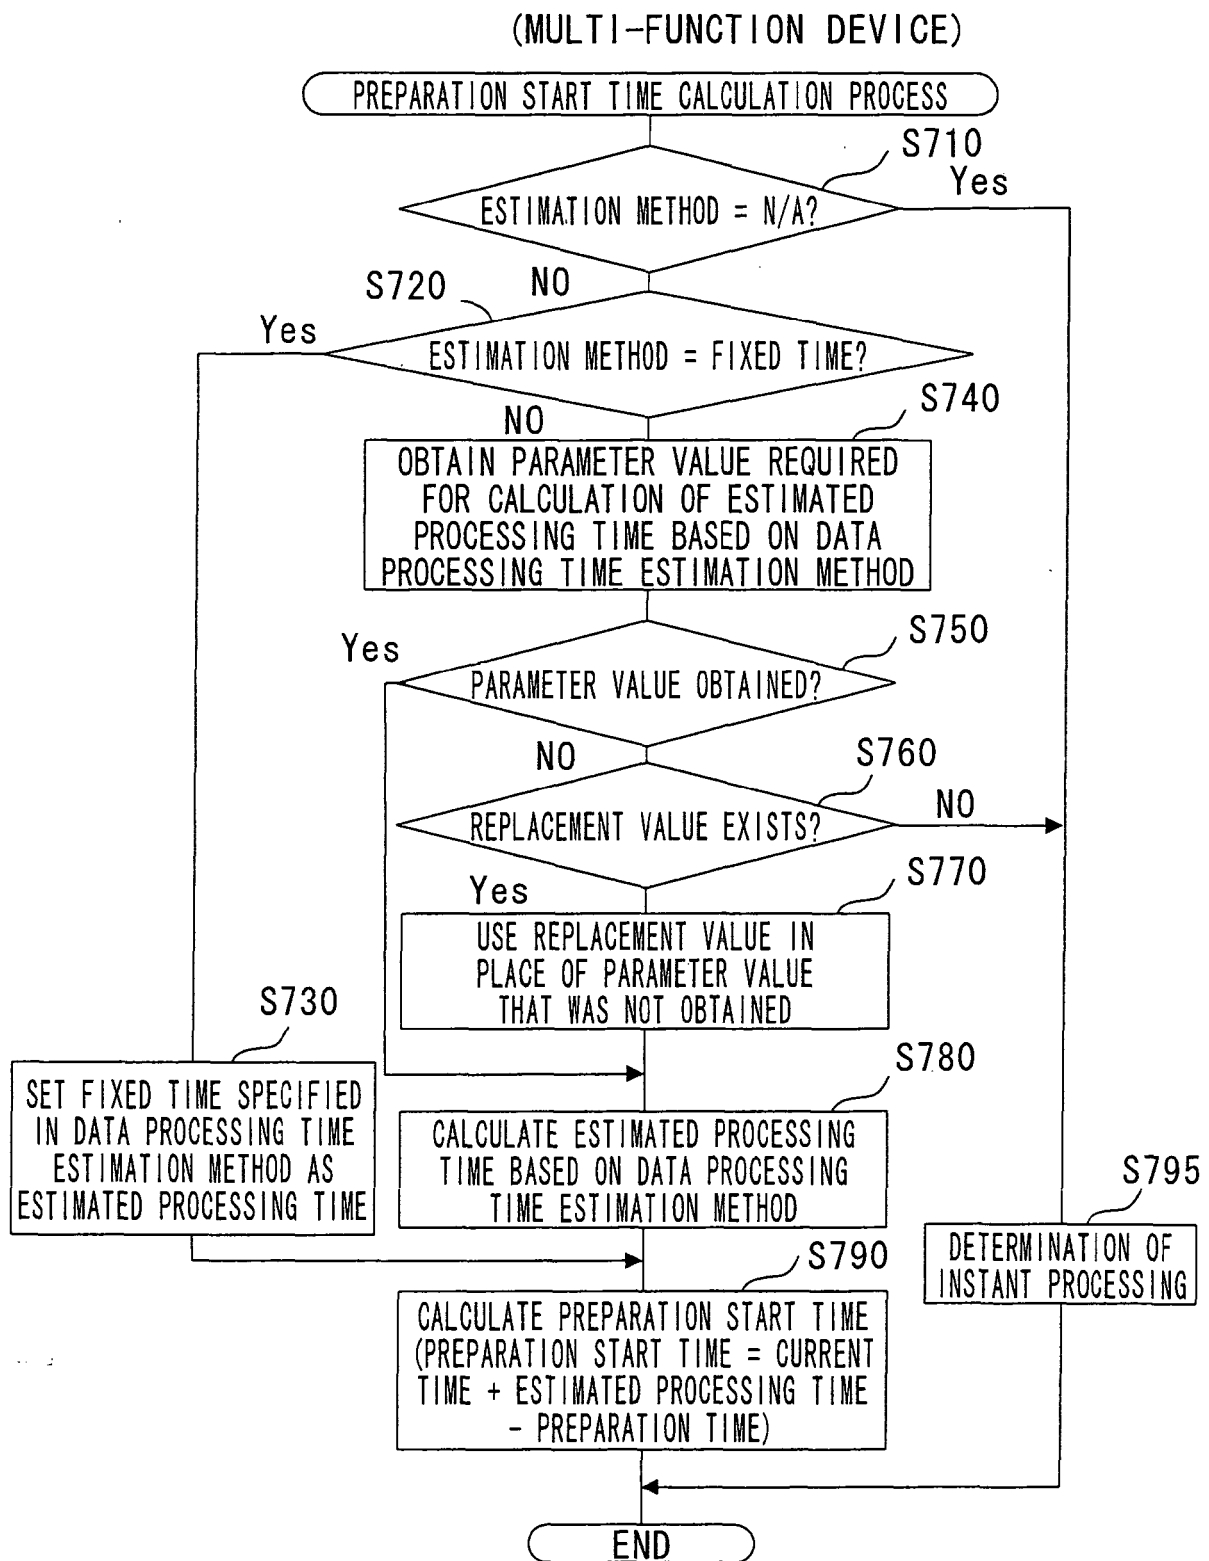 (MULTI-FUNCTION DEVICE)
PREPARATION START TIME CALCULATION PROCESS
S710
Yes
ESTIMATION METHOD = N/A?
NO
S720
Yes
ESTIMATION METHOD = FIXED TIME?
NO
S740
OBTAIN PARAMETER VALUE REQUIRED
FOR CALCULATION OF ESTIMATED
PROCESSING TIME BASED ON DATA
PROCESSING TIME ESTIMATION METHOD
S750
Yes
PARAMETER VALUE OBTAINED?
NO
S760
NO
REPLACEMENT VALUE EXISTS?
Yes
S770
USE REPLACEMENT VALUE IN
PLACE OF PARAMETER VALUE
THAT WAS NOT OBTAINED
S730
SET FIXED TIME SPECIFIED
IN DATA PROCESSING TIME
ESTIMATION METHOD AS
ESTIMATED PROCESSING TIME
S780
CALCULATE ESTIMATED PROCESSING
TIME BASED ON DATA PROCESSING
TIME ESTIMATION METHOD
S795
DETERMINATION OF
INSTANT PROCESSING
S790
CALCULATE PREPARATION START TIME
(PREPARATION START TIME = CURRENT
TIME + ESTIMATED PROCESSING TIME
- PREPARATION TIME)
END